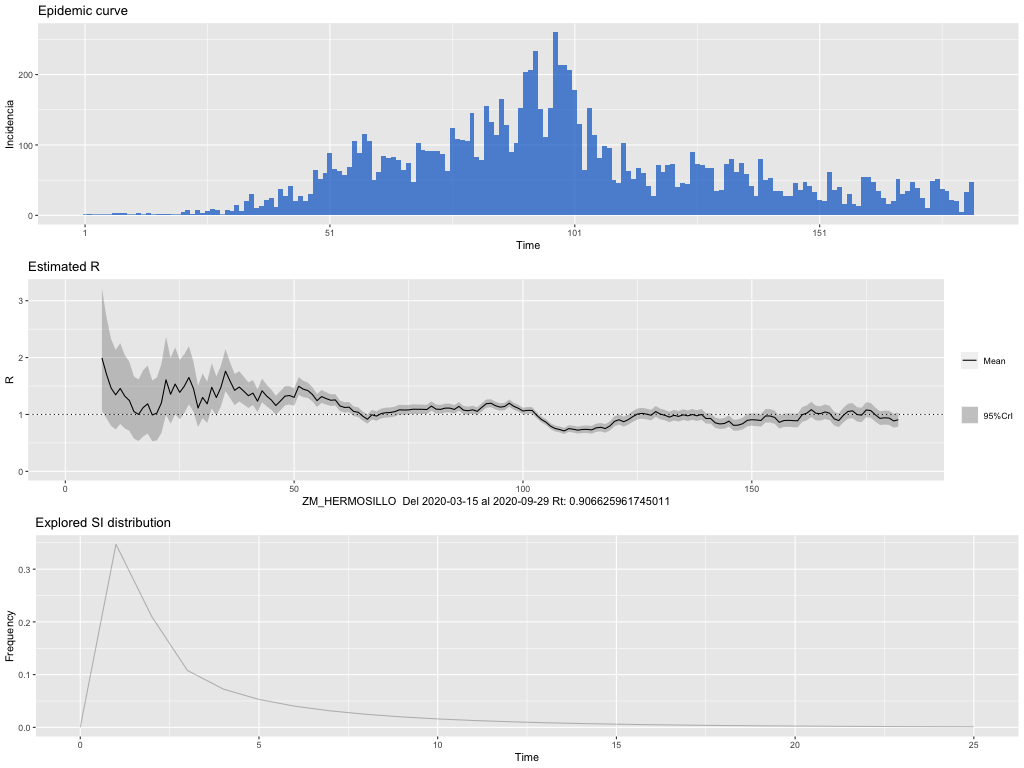 Epidemic curve
Incidencia
200
100
0
1
51
101
151
Time
Estimated R
R
3
2
1
0
0
50
100
150
Mean
95%CrI
ZM_HERMOSILLO Del 2020-03-15 al 2020-09-29 Rt: 0.906625961745011
Explored SI distribution
Frequency
0.3
0.2
0.1
0.0
0
5
10
15
20
25
Time